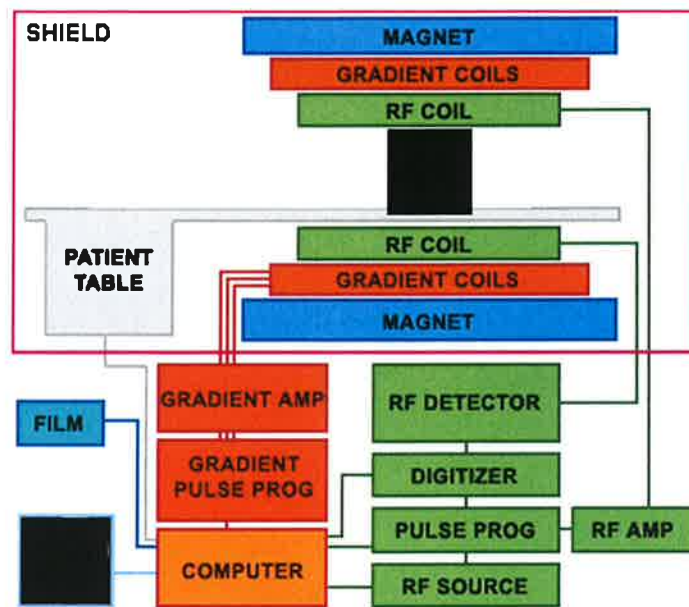 SHIELD
MAGNET
GRADIENT COILS
RF COIL
RF COIL
PATIENT
TABLE
GRADIENT COILS
MAGNET
GRADIENT AMP
RF DETECTOR
FILM
GRADIENT
PULSE PROG
DIGITIZER
PULSE PROG
RF AMP
COMPUTER
RF SOURCE